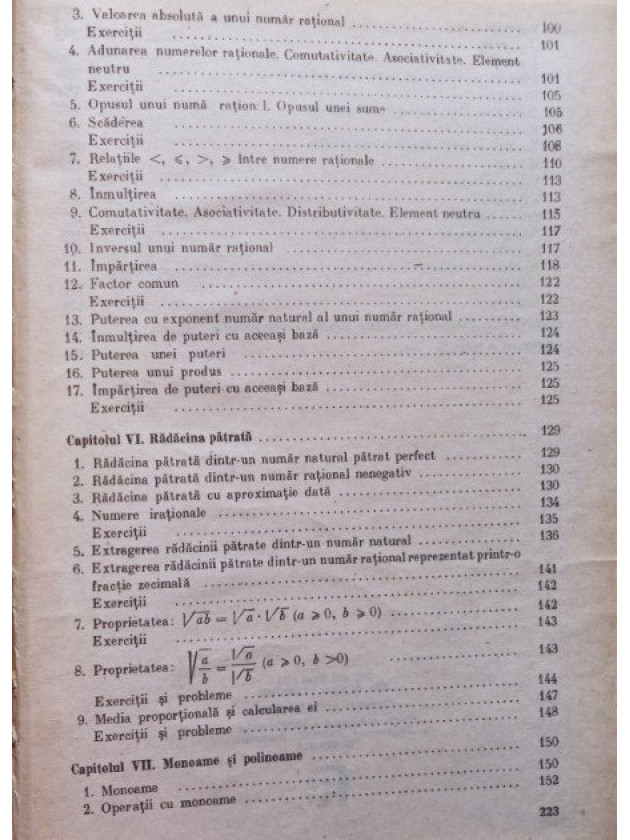 3. Valoarea absolută a unui număr rațional ..... 100
Exerciții ..... 101
4. Adunarea numerelor raționale. Comutativitate. Asociativitate. Element
neutru ..... 101
Exerciții ..... 105
5. Opusul unui numă rațion l. Opusul unei sume ..... 105
6. Scăderea ..... 106
Exerciții ..... 108
7. Relațiile <, ⩽, >, ⩾ între numere raționale ..... 110
Exerciții ..... 113
8. Înmulțirea ..... 113
9. Comutativitate. Asociativitate. Distributivitate. Element neutru ..... 115
Exerciții ..... 117
10. Inversul unui număr rațional ..... 117
11. Împărțirea ..... 118
12. Factor comun ..... 122
Exerciții ..... 122
13. Puterea cu exponent număr natural al unui număr rațional ..... 123
14. Înmulțirea de puteri cu aceeași bază ..... 124
15. Puterea unei puteri ..... 124
16. Puterea unui produs ..... 125
17. Împărțirea de puteri cu aceeași bază ..... 125
Exerciții ..... 125
Capitolul VI. Rădăcina pătrată ..... 129
1. Rădăcina pătrată dintr-un număr natural pătrat perfect ..... 129
2. Rădăcina pătrată dintr-un număr rațional nenegativ ..... 130
3. Rădăcina pătrată cu aproximație dată ..... 130
4. Numere iraționale ..... 134
Exerciții ..... 135
5. Extragerea rădăcinii pătrate dintr-un număr natural ..... 136
6. Extragerea rădăcinii pătrate dintr-un număr rațional reprezentat printr-o
fracție zecimală ..... 141
Exerciții ..... 142
7. Proprietatea: √ab = √a · √b (a ⩾ 0, b ⩾ 0) ..... 142
Exerciții ..... 143
8. Proprietatea: √(a/b) = √a/√b (a ⩾ 0, b >0) ..... 143
Exerciții și probleme ..... 144
9. Media proporțională și calcularea ei ..... 147
Exerciții și probleme ..... 148
Capitolul VII. Monoame și polinoame ..... 150
1. Monoame ..... 150
2. Operații cu monoame ..... 152
223